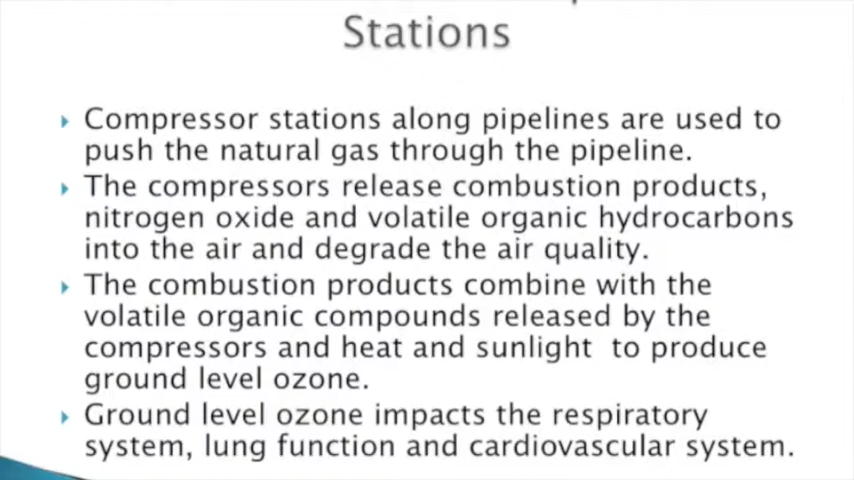 Stations
Compressor stations along pipelines are used to
push the natural gas through the pipeline.
The compressors release combustion products,
nitrogen oxide and volatile organic hydrocarbons
into the air and degrade the air quality.
The combustion products combine with the
volatile organic compounds released by the
compressors and heat and sunlight to produce
ground level ozone.
Ground level ozone impacts the respiratory
system, lung function and cardiovascular system.